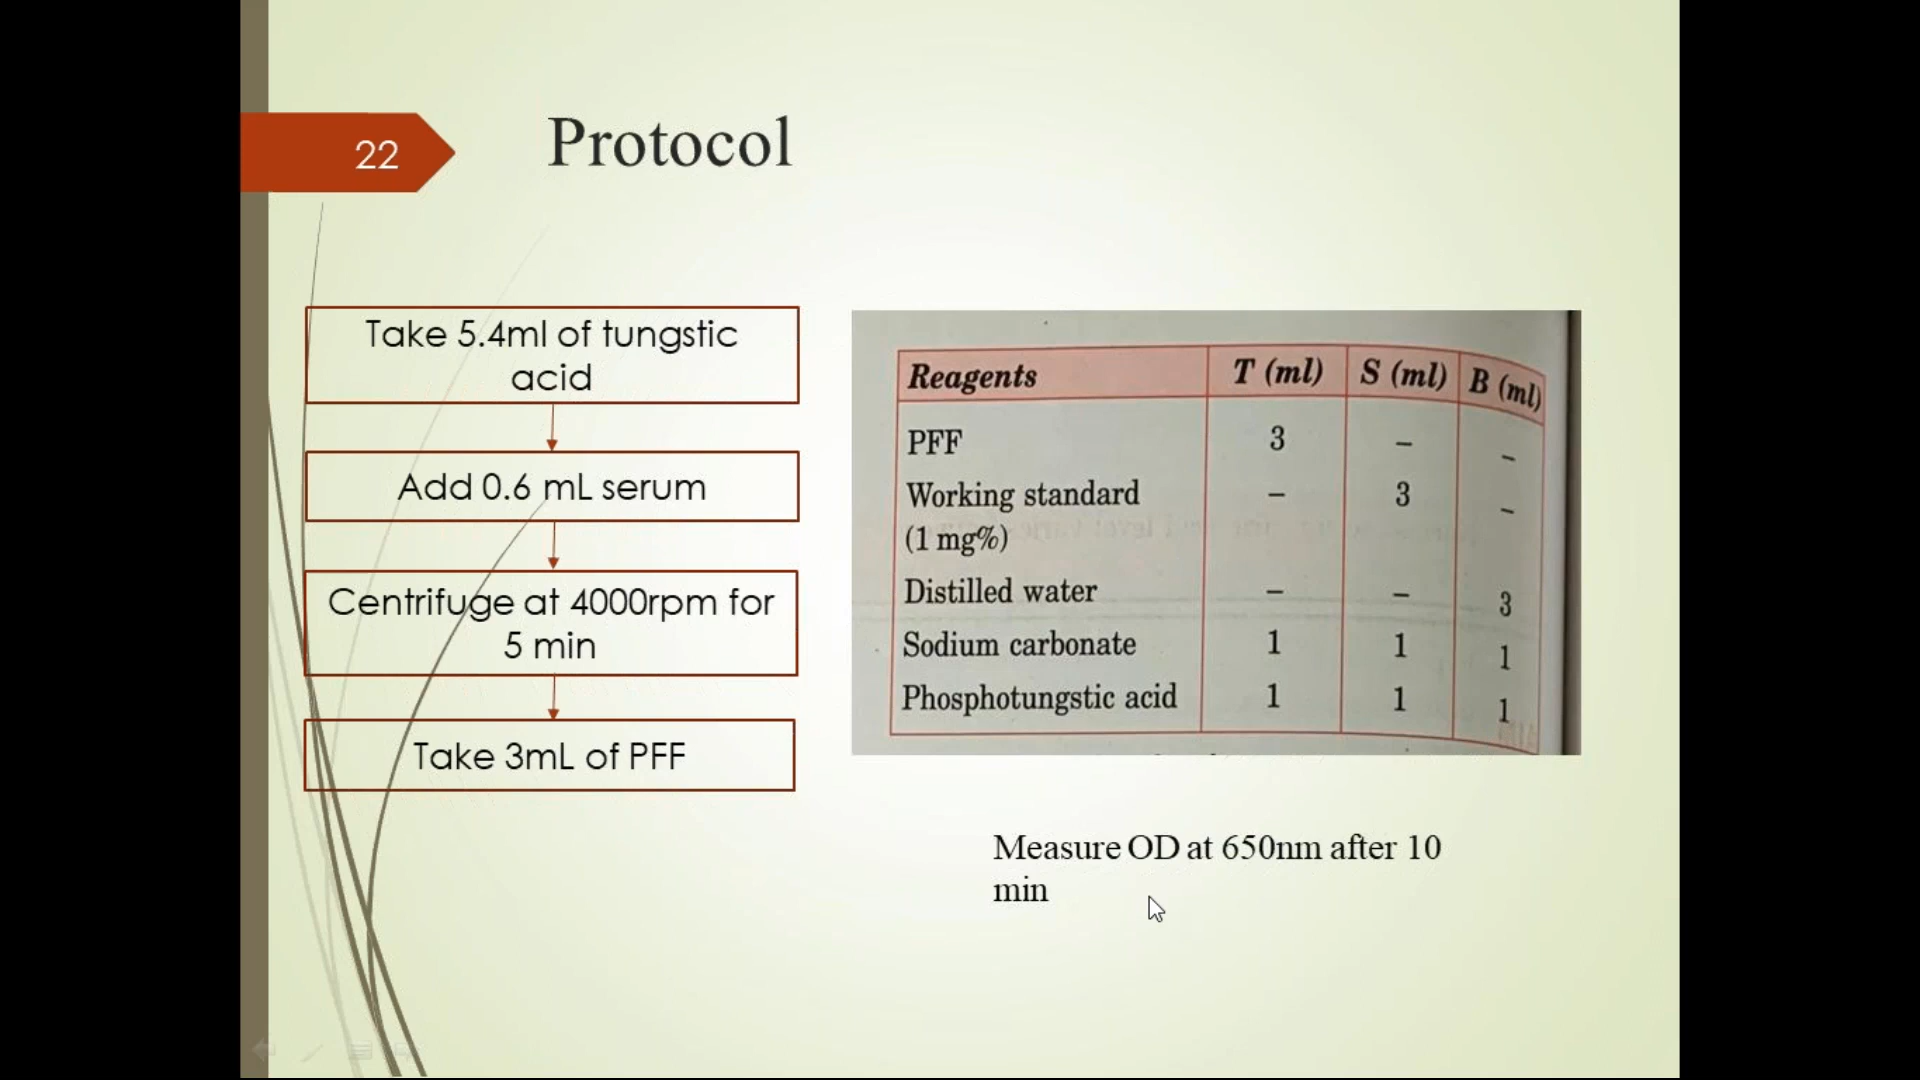 22
Protocol
Take 5.4ml of tungstic
acid
Add 0.6 mL serum
Centrifuge at 4000rpm for
5 min
Take 3mL of PFF
Reagents T (ml) S (ml) B (ml)
PFF 3 – –
Working standard – 3 –
(1 mg%)
Distilled water – – 3
Sodium carbonate 1 1 1
Phosphotungstic acid 1 1 1
Measure OD at 650nm after 10
min